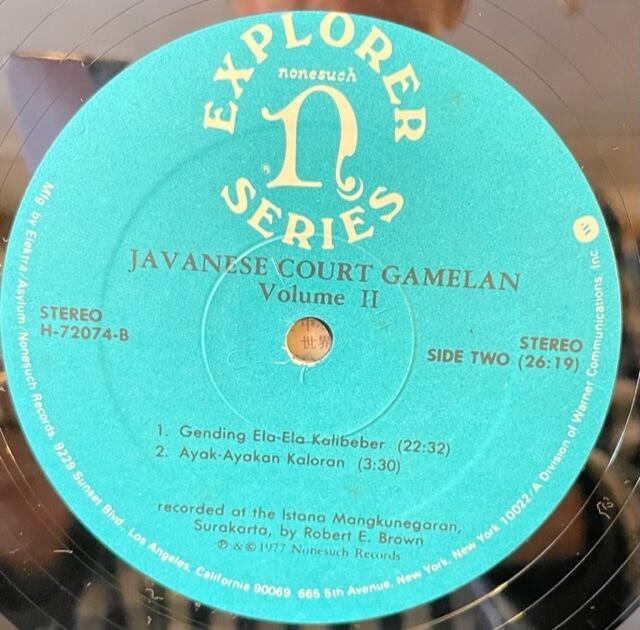 EXPLORER
nonesuch
n
®
SERIES
JAVANESE COURT GAMELAN
Volume II
STEREO
H-72074-B
STEREO
SIDE TWO (26:19)
世界
1. Gending Ela-Ela Kalibeber (22:32)
2. Ayak-Ayakan Kaloran (3:30)
recorded at the Istana Mangkunegaran,
Surakarta, by Robert E. Brown
℗ & © 1977 Nonesuch Records
Mfg by Elektra/Asylum/Nonesuch Records, 9229 Sunset Blvd., Los Angeles, California 90069. 665 5th Avenue, New York, New York 10022/A Division of Warner Communications, Inc